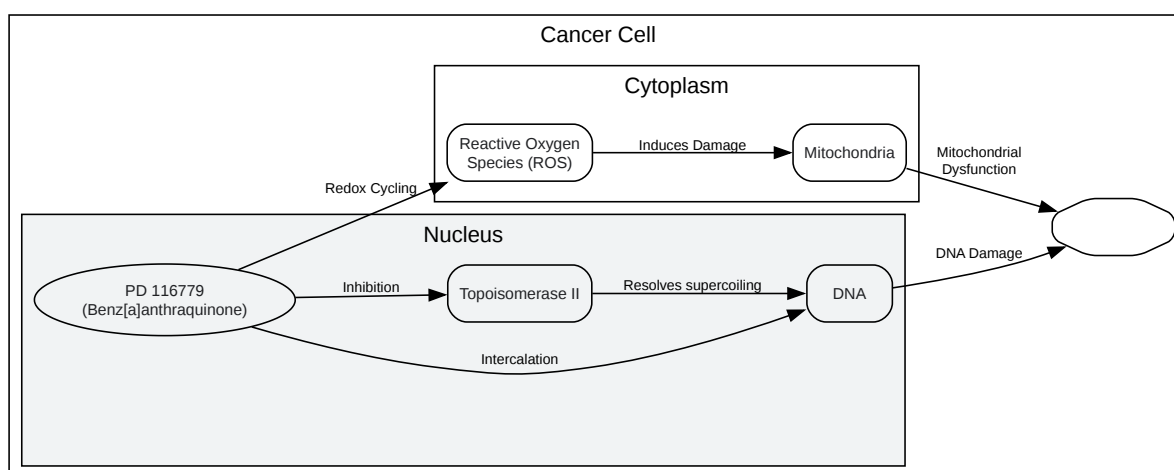 Cancer Cell
Cytoplasm
Reactive Oxygen
Species (ROS)
Induces Damage
Mitochondria
Mitochondrial
Dysfunction
Redox Cycling
Nucleus
PD 116779
(Benz[a]anthraquinone)
Inhibition
Topoisomerase II
Resolves supercoiling
DNA
DNA Damage
Intercalation